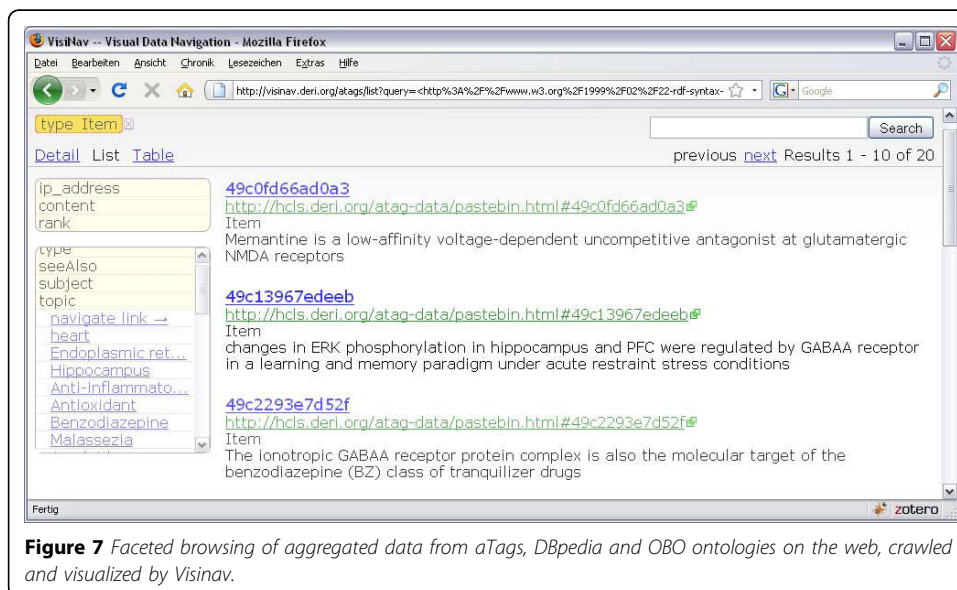 VisiNav -- Visual Data Navigation - Mozilla Firefox
Datei Bearbeiten Ansicht Chronik Lesezeichen Extras Hilfe
http://visinav.deri.org/atags/list?query=<http%3A%2F%2Fwww.w3.org%2F1999%2F02%2F22-rdf-syntax-
Google
type Item
Search
Detail List Table
previous next Results 1 - 10 of 20
ip_address
content
rank
type
seeAlso
subject
topic
navigate link →
heart
Endoplasmic ret...
Hippocampus
Anti-inflammato...
Antioxidant
Benzodiazepine
Malassezia
49c0fd66ad0a3
http://hcls.deri.org/atag-data/pastebin.html#49c0fd66ad0a3
Item
Memantine is a low-affinity voltage-dependent uncompetitive antagonist at glutamatergic
NMDA receptors
49c13967edeeb
http://hcls.deri.org/atag-data/pastebin.html#49c13967edeeb
Item
changes in ERK phosphorylation in hippocampus and PFC were regulated by GABAA receptor
in a learning and memory paradigm under acute restraint stress conditions
49c2293e7d52f
http://hcls.deri.org/atag-data/pastebin.html#49c2293e7d52f
Item
The ionotropic GABAA receptor protein complex is also the molecular target of the
benzodiazepine (BZ) class of tranquilizer drugs
Fertig
zotero
Figure 7 Faceted browsing of aggregated data from aTags, DBpedia and OBO ontologies on the web, crawled
and visualized by Visinav.